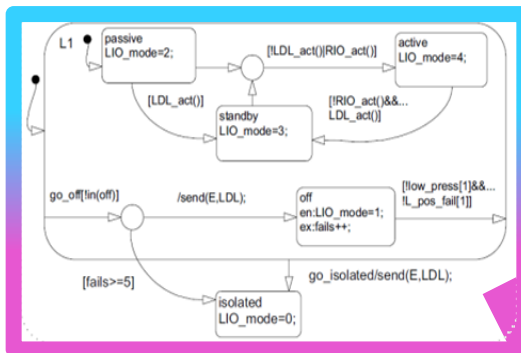 L1
passive
LIO_mode=2;
[!LDL_act()|RIO_act()]
active
LIO_mode=4;
[LDL_act()]
standby
LIO_mode=3;
[!RIO_act()&&...
LDL_act()]
go_off[!in(off)]
/send(E,LDL);
off
en:LIO_mode=1;
ex:fails++;
[!low_press[1]&&...
!L_pos_fail[1]]
[fails>=5]
go_isolated/send(E,LDL);
isolated
LIO_mode=0;